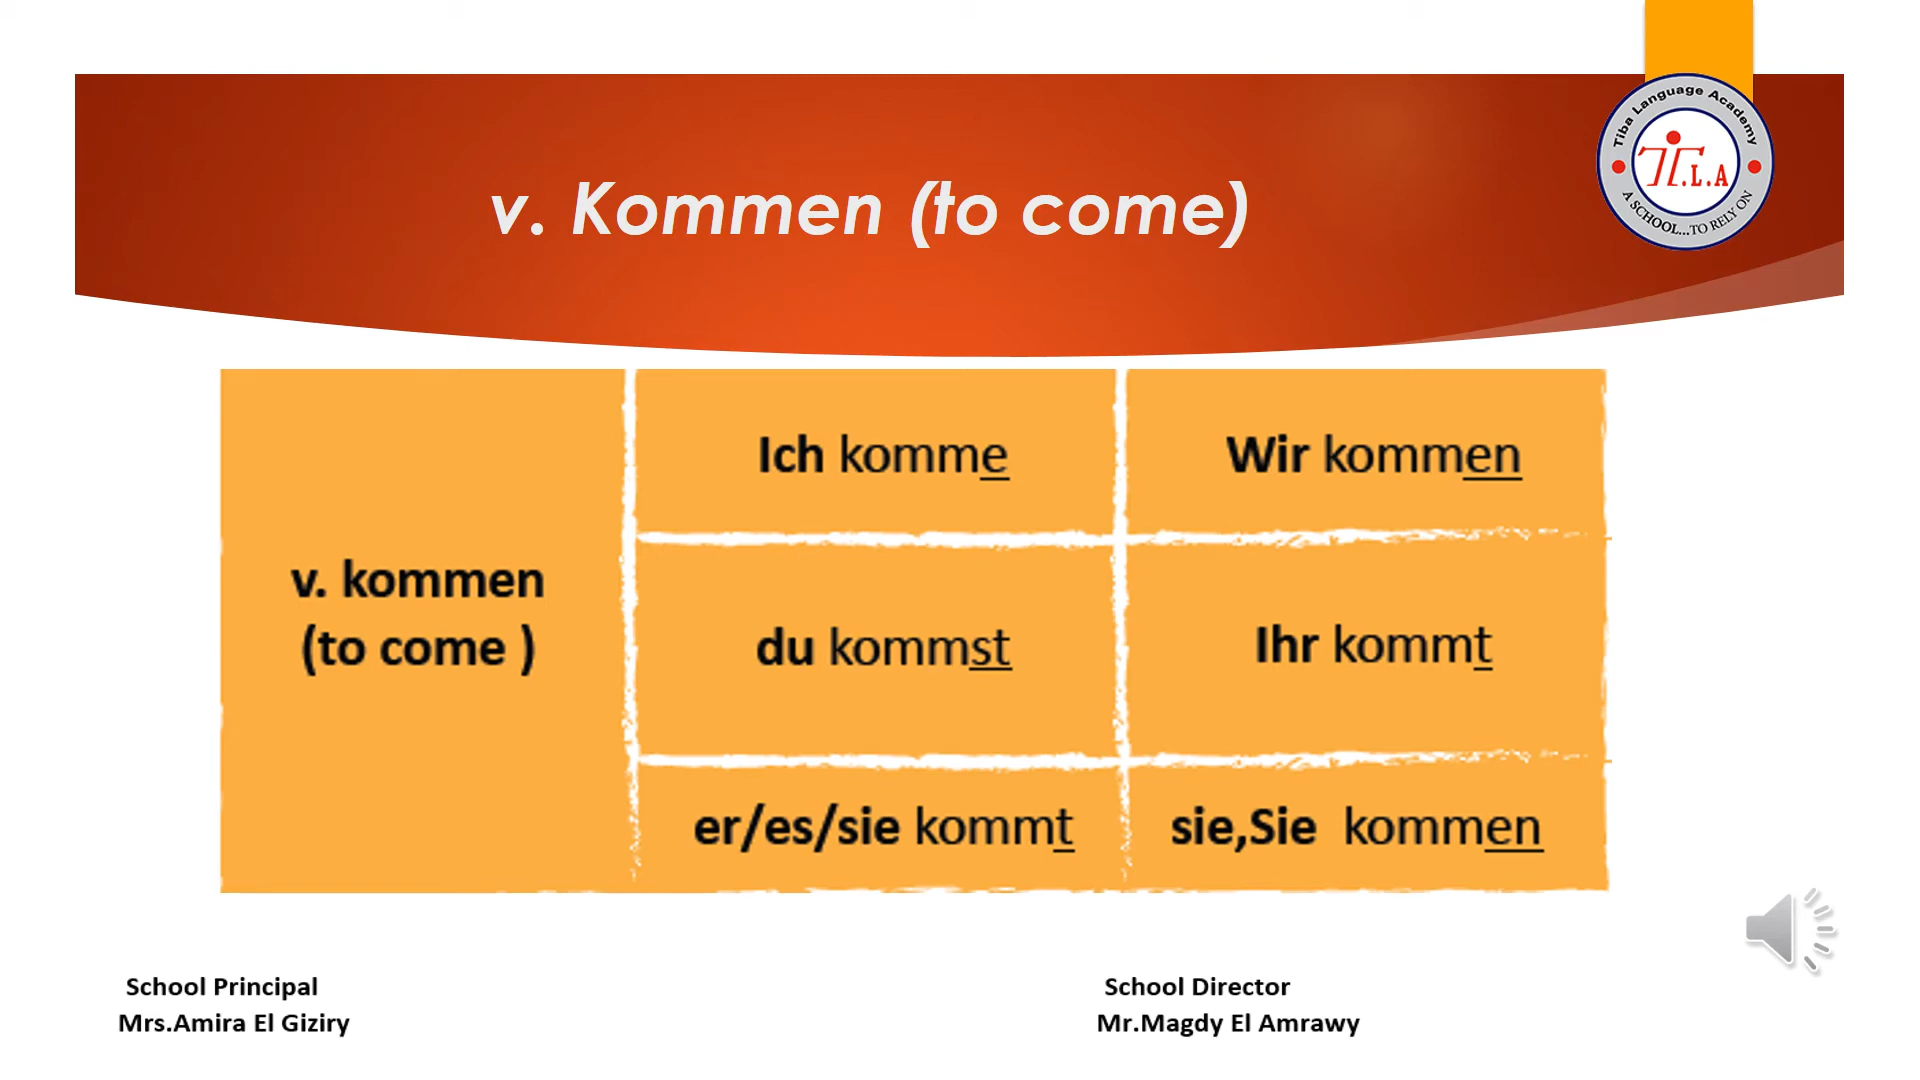 Tiba Language Academy
T.L.A
A SCHOOL...TO RELY ON
v. Kommen (to come)
v. kommen
(to come )
Ich komme
Wir kommen
du kommst
Ihr kommt
er/es/sie kommt
sie,Sie kommen
School Principal
Mrs.Amira El Giziry
School Director
Mr.Magdy El Amrawy